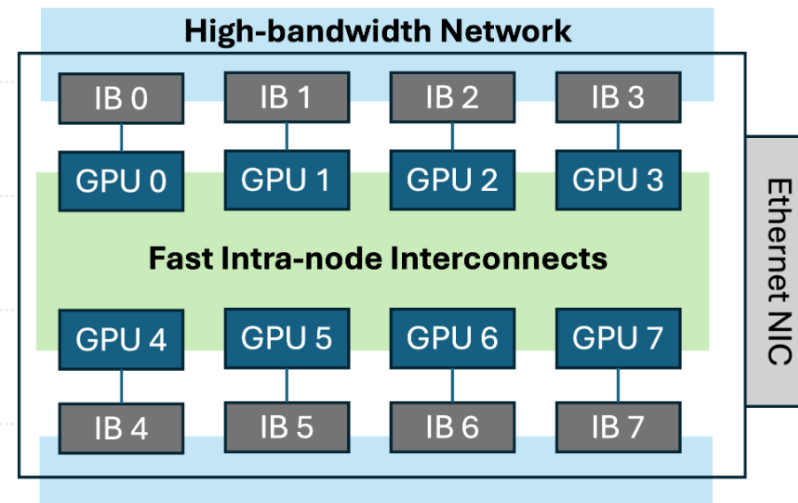 High-bandwidth Network
IB 0
IB 1
IB 2
IB 3
GPU 0
GPU 1
GPU 2
GPU 3
Fast Intra-node Interconnects
GPU 4
GPU 5
GPU 6
GPU 7
IB 4
IB 5
IB 6
IB 7
Ethernet NIC